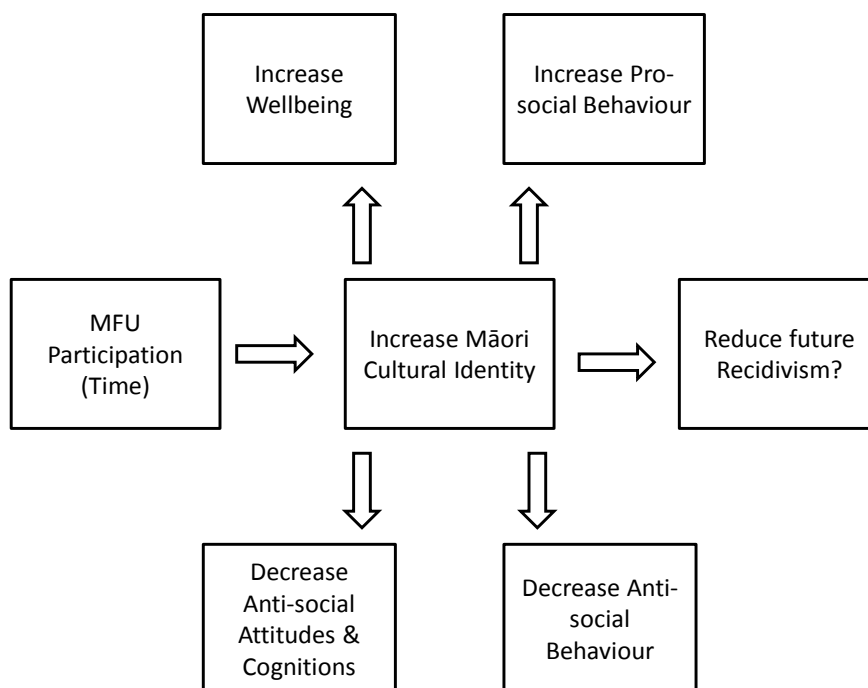 Increase
Wellbeing
Increase Pro-
social Behaviour
MFU
Participation
(Time)
Increase Māori
Cultural Identity
Reduce future
Recidivism?
Decrease
Anti-social
Attitudes &
Cognitions
Decrease Anti-
social
Behaviour